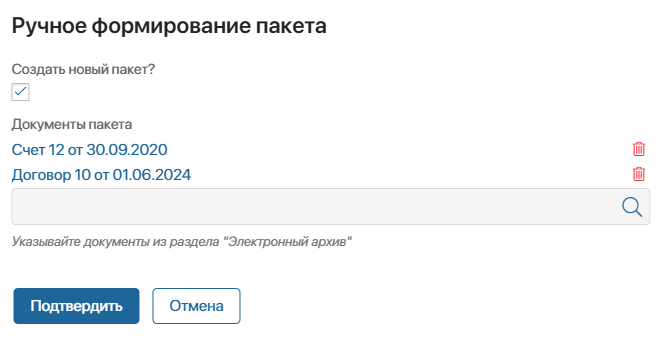 Ручное формирование пакета
Создать новый пакет?
Документы пакета
Счет 12 от 30.09.2020
Договор 10 от 01.06.2024
Указывайте документы из раздела "Электронный архив"
Подтвердить Отмена